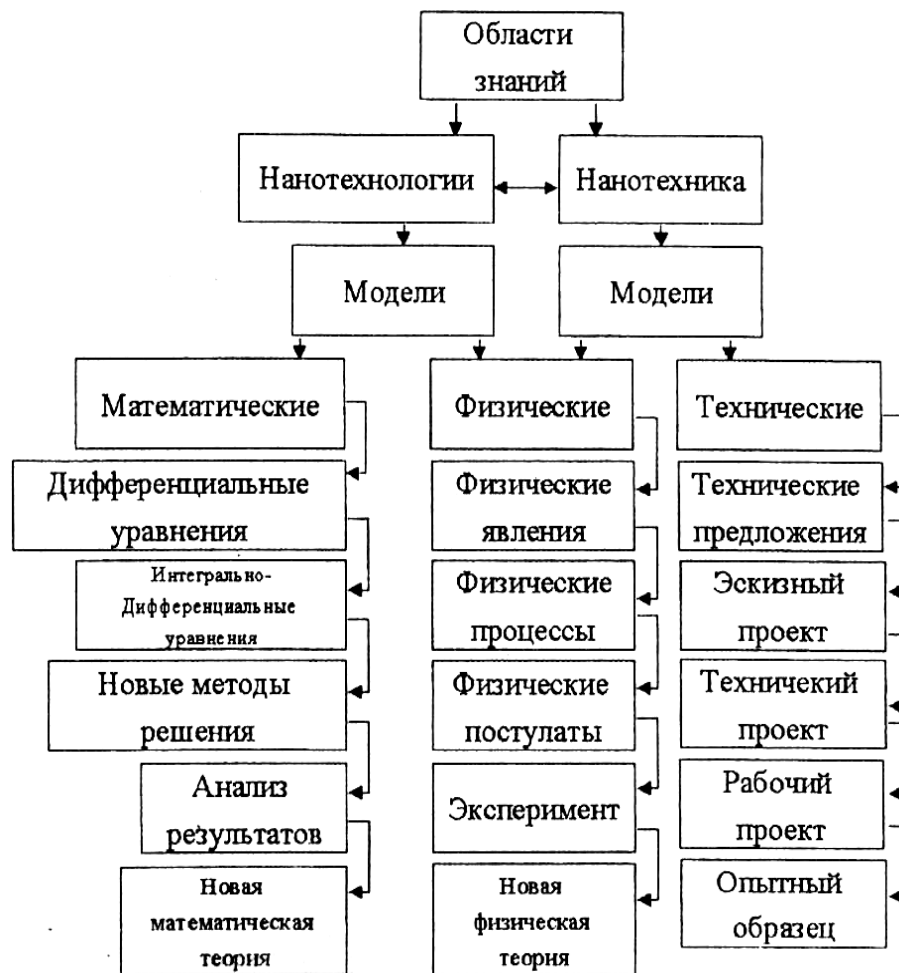 Области
знаний
Нанотехнологии
Нанотехника
Модели
Модели
Математические
Физические
Технические
Дифференциальные
уравнения
Физические
явления
Технические
предложения
Интегрально-
Дифференциальные
уравнения
Физические
процессы
Эскизный
проект
Новые методы
решения
Физические
постулаты
Техничекий
проект
Анализ
результатов
Эксперимент
Рабочий
проект
Новая
математическая
теория
Новая
физическая
теория
Опытный
образец